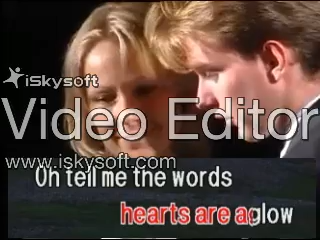 iSkysoft
Video Editor
www.iskysoft.com
Oh tell me the words
hearts are aglow